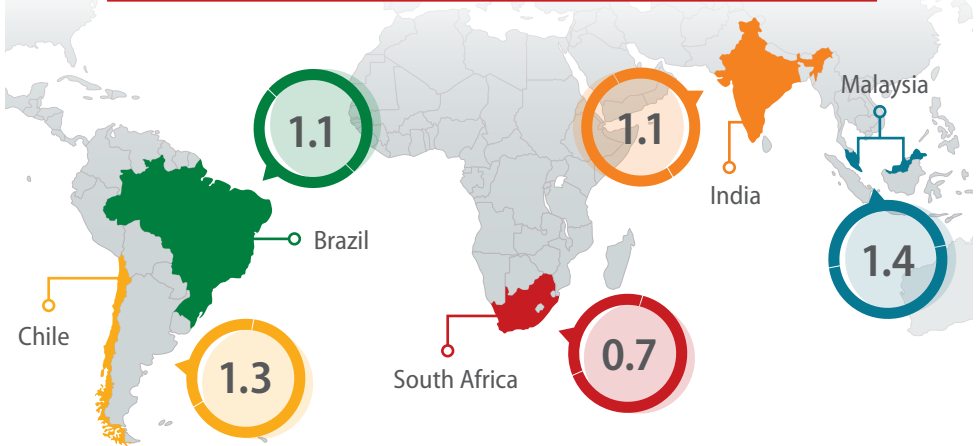 Malaysia
1.1
1.1
India
Brazil
1.4
Chile
1.3
South Africa
0.7